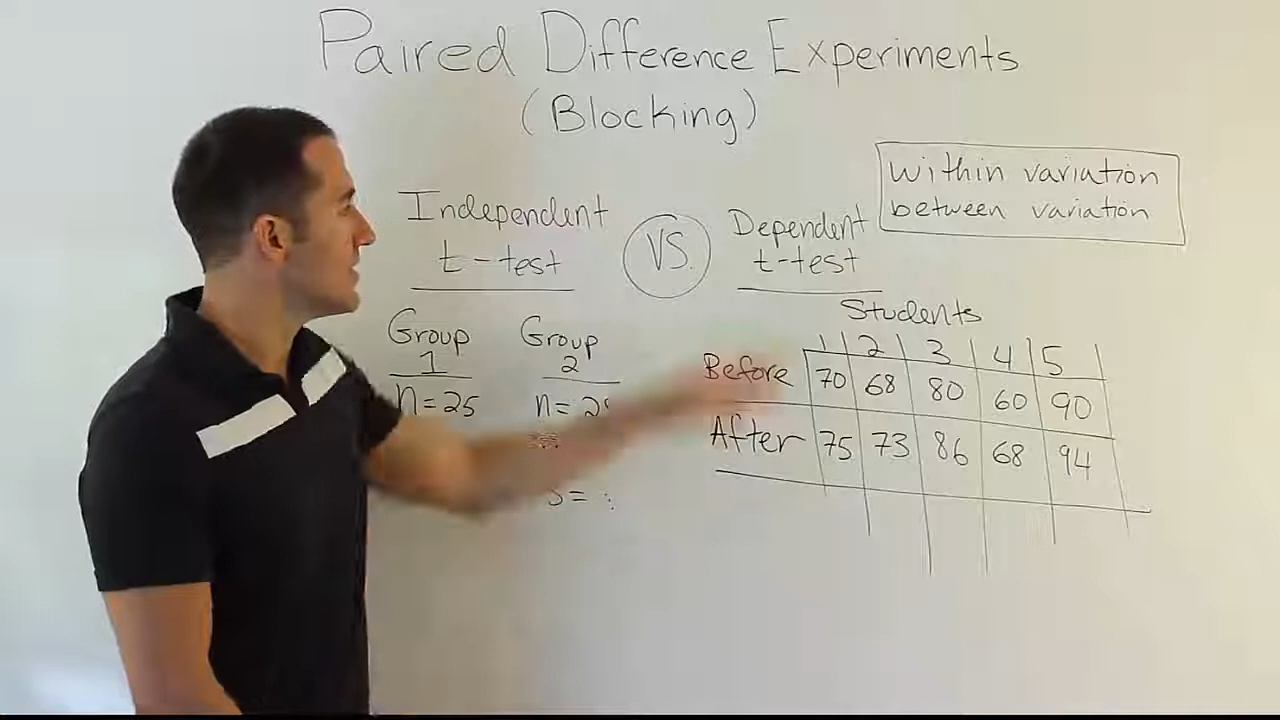 Paired Difference Experiments
(Blocking)
within variation
between variation
Independent
t-test
VS.
Dependent
t-test
Group
1
n=25
Group
2
n=
S=
Students
1 2 3 4 5
Before 70 68 80 60 90
After 75 73 86 68 94